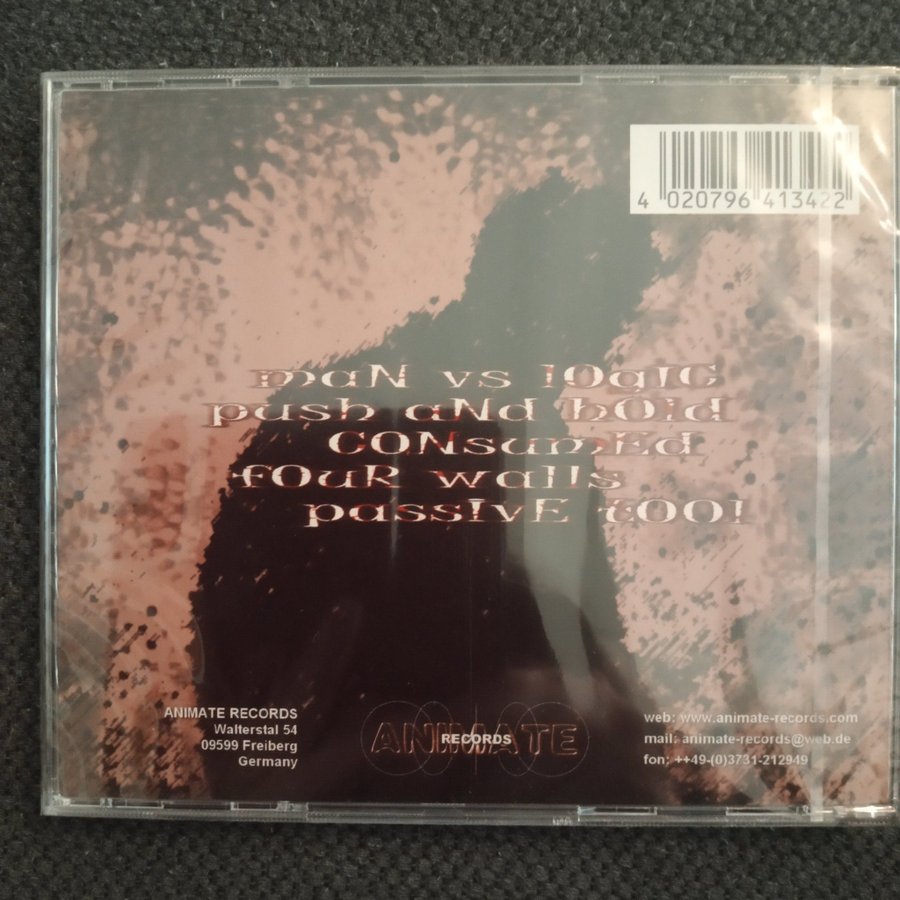 4 020796 413422
maN vs lOgIC
push aNd hOld
CONsumEd
fOuR walls
passIvE tOOl
ANIMATE RECORDS
Walterstal 54
09599 Freiberg
Germany
ANIMATE
RECORDS
web: www.animate-records.com
mail: animate-records@web.de
fon: ++49-(0)3731-212949